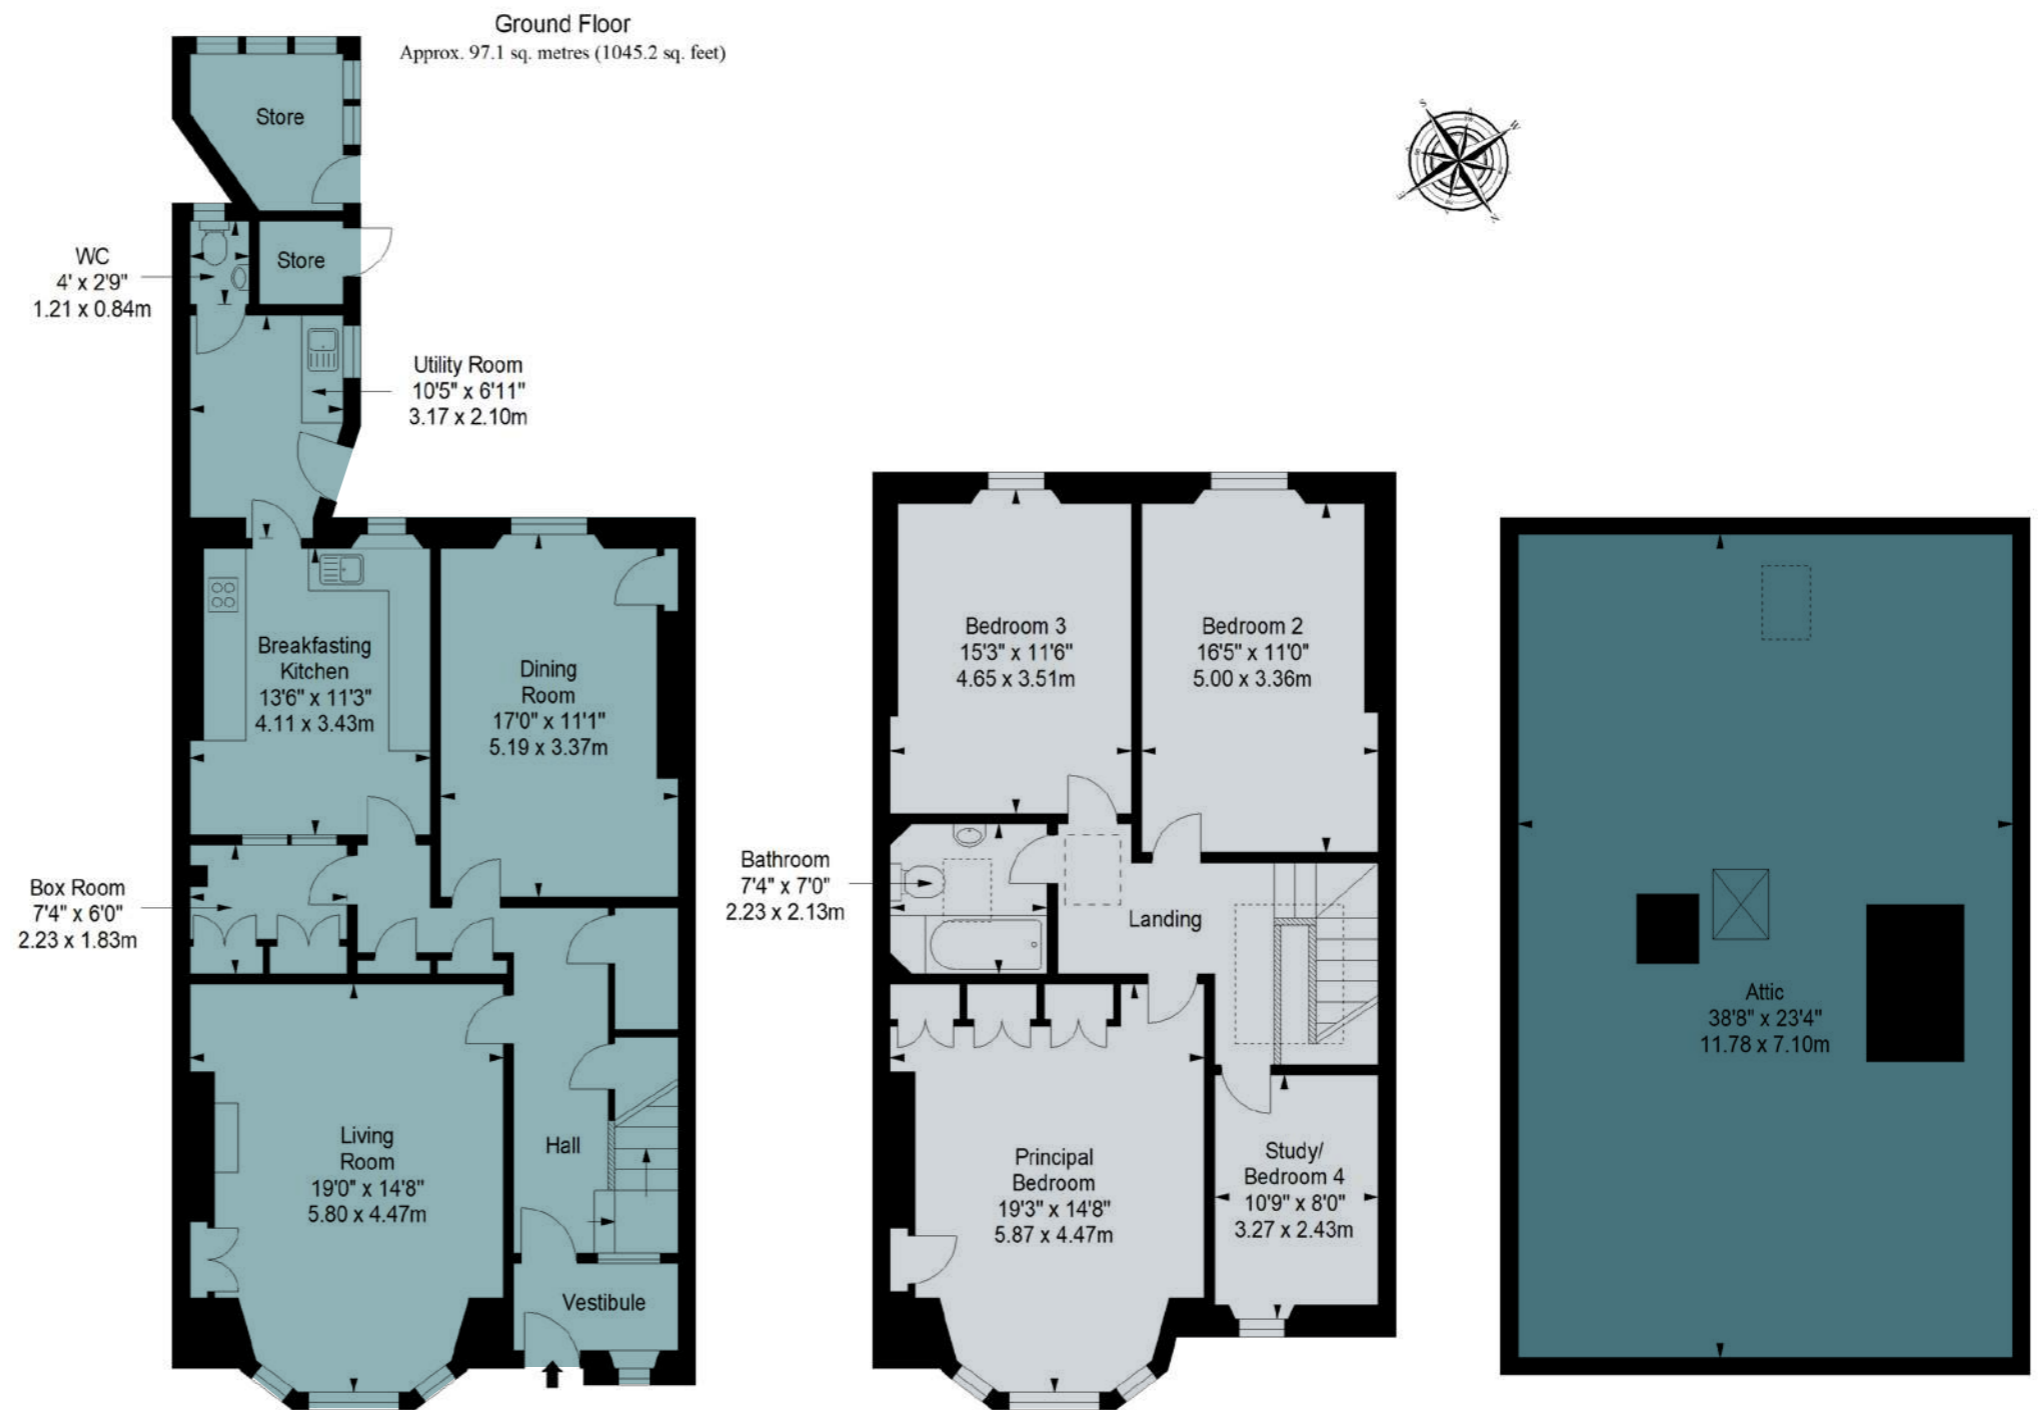 Ground Floor
Approx. 97.1 sq. metres (1045.2 sq. feet)
Store
S
W
E
N
WC
4' x 2'9"
1.21 x 0.84m
Store
Utility Room
10'5" x 6'11"
3.17 x 2.10m
Breakfasting
Kitchen
13'6" x 11'3"
4.11 x 3.43m
Dining
Room
17'0" x 11'1"
5.19 x 3.37m
Box Room
7'4" x 6'0"
2.23 x 1.83m
Living
Room
19'0" x 14'8"
5.80 x 4.47m
Hall
Vestibule
Bedroom 3
15'3" x 11'6"
4.65 x 3.51m
Bedroom 2
16'5" x 11'0"
5.00 x 3.36m
Bathroom
7'4" x 7'0"
2.23 x 2.13m
Landing
Principal
Bedroom
19'3" x 14'8"
5.87 x 4.47m
Study/
Bedroom 4
10'9" x 8'0"
3.27 x 2.43m
Attic
38'8" x 23'4"
11.78 x 7.10m